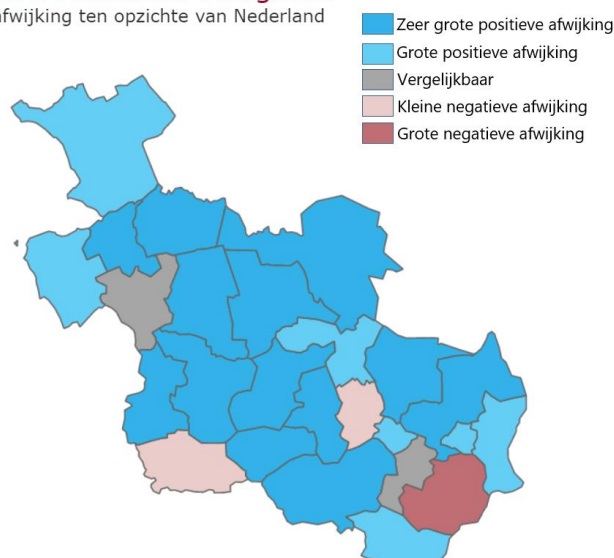 afwijking ten opzichte van Nederland
Zeer grote positieve afwijking
Grote positieve afwijking
Vergelijkbaar
Kleine negatieve afwijking
Grote negatieve afwijking